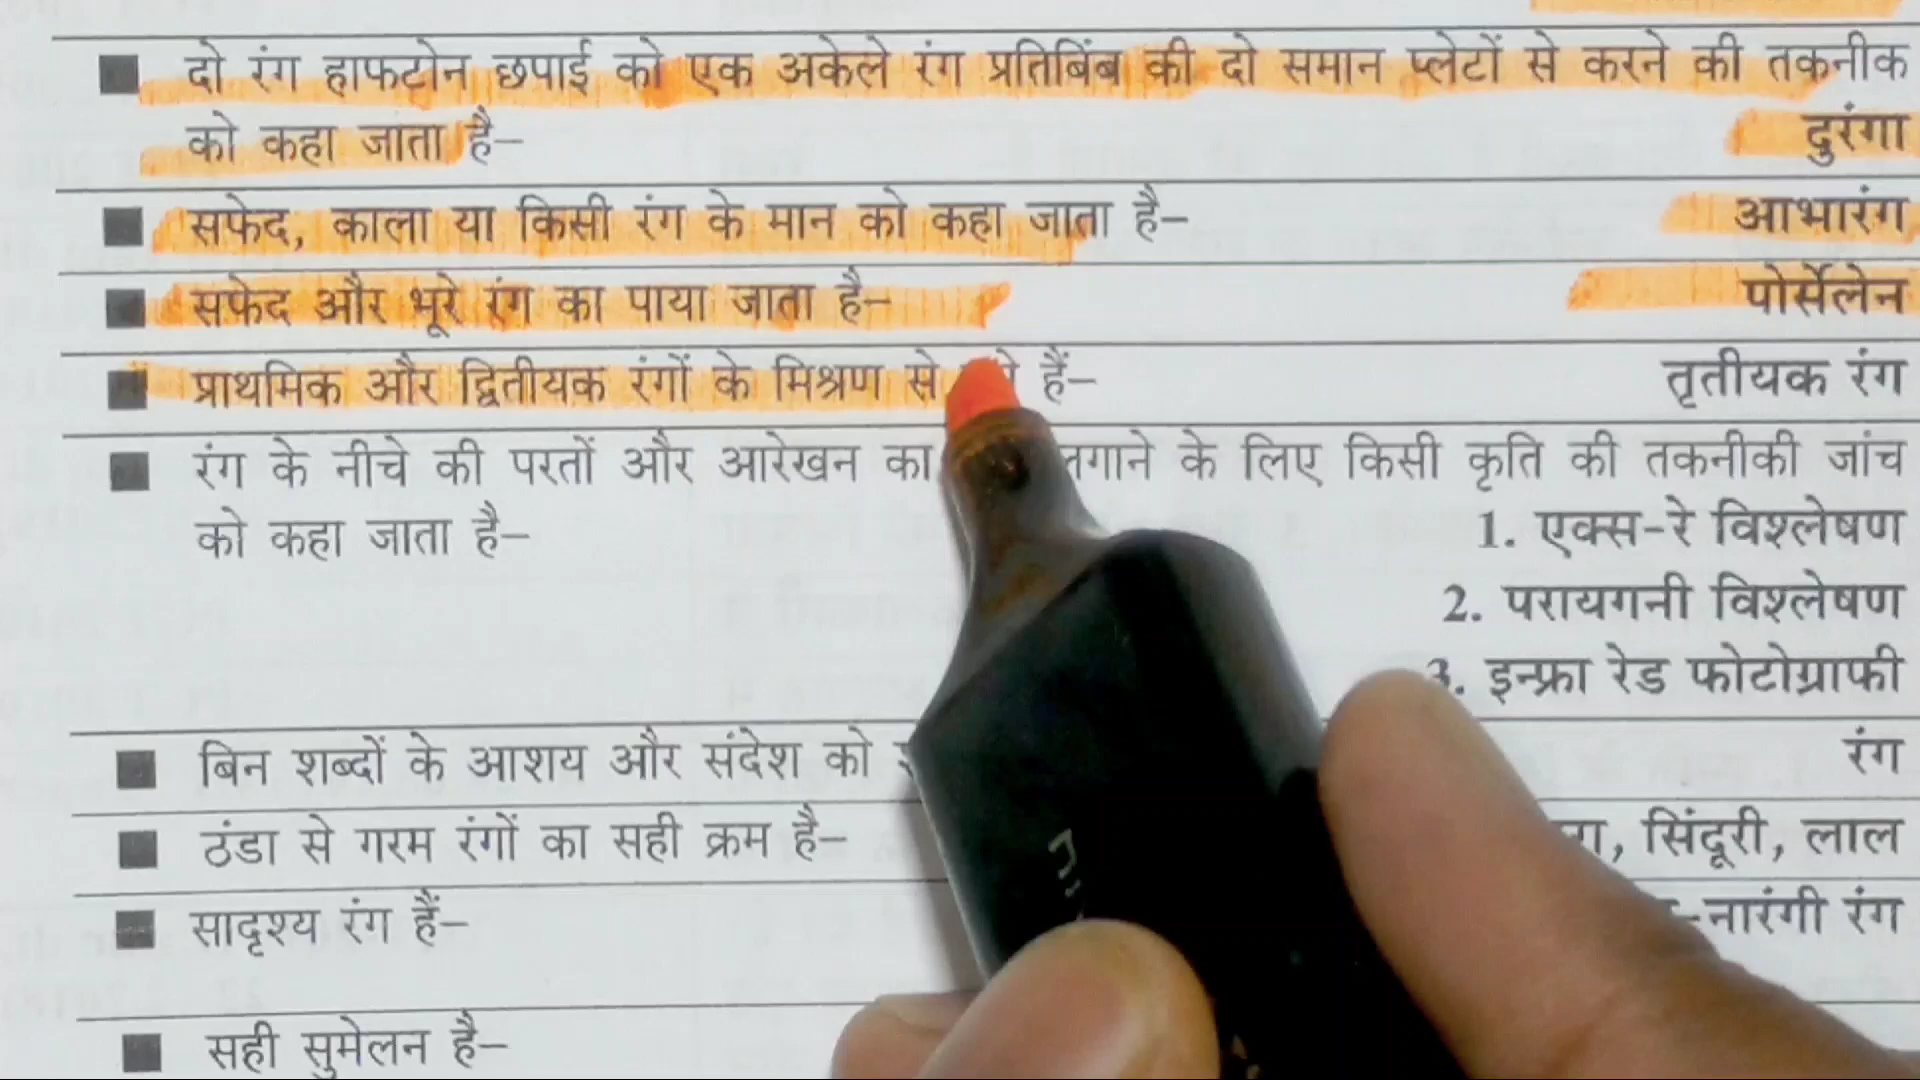 दो रंग हाफटोन छपाई को एक अकेले रंग प्रतिबिंब की दो समान प्लेटों से करने की तकनीक
को कहा जाता है– दुरंगा
सफेद, काला या किसी रंग के मान को कहा जाता है– आभारंग
सफेद और भूरे रंग का पाया जाता है– पोर्सेलेन
प्राथमिक और द्वितीयक रंगों के मिश्रण से हैं– तृतीयक रंग
रंग के नीचे की परतों और आरेखन का लगाने के लिए किसी कृति की तकनीकी जांच
को कहा जाता है– 1. एक्स-रे विश्लेषण
2. परायगनी विश्लेषण
3. इन्फ्रा रेड फोटोग्राफी
बिन शब्दों के आशय और संदेश को रंग
ठंडा से गरम रंगों का सही क्रम है– सिंदूरी, लाल
सादृश्य रंग हैं– -नारंगी रंग
सही सुमेलन है–